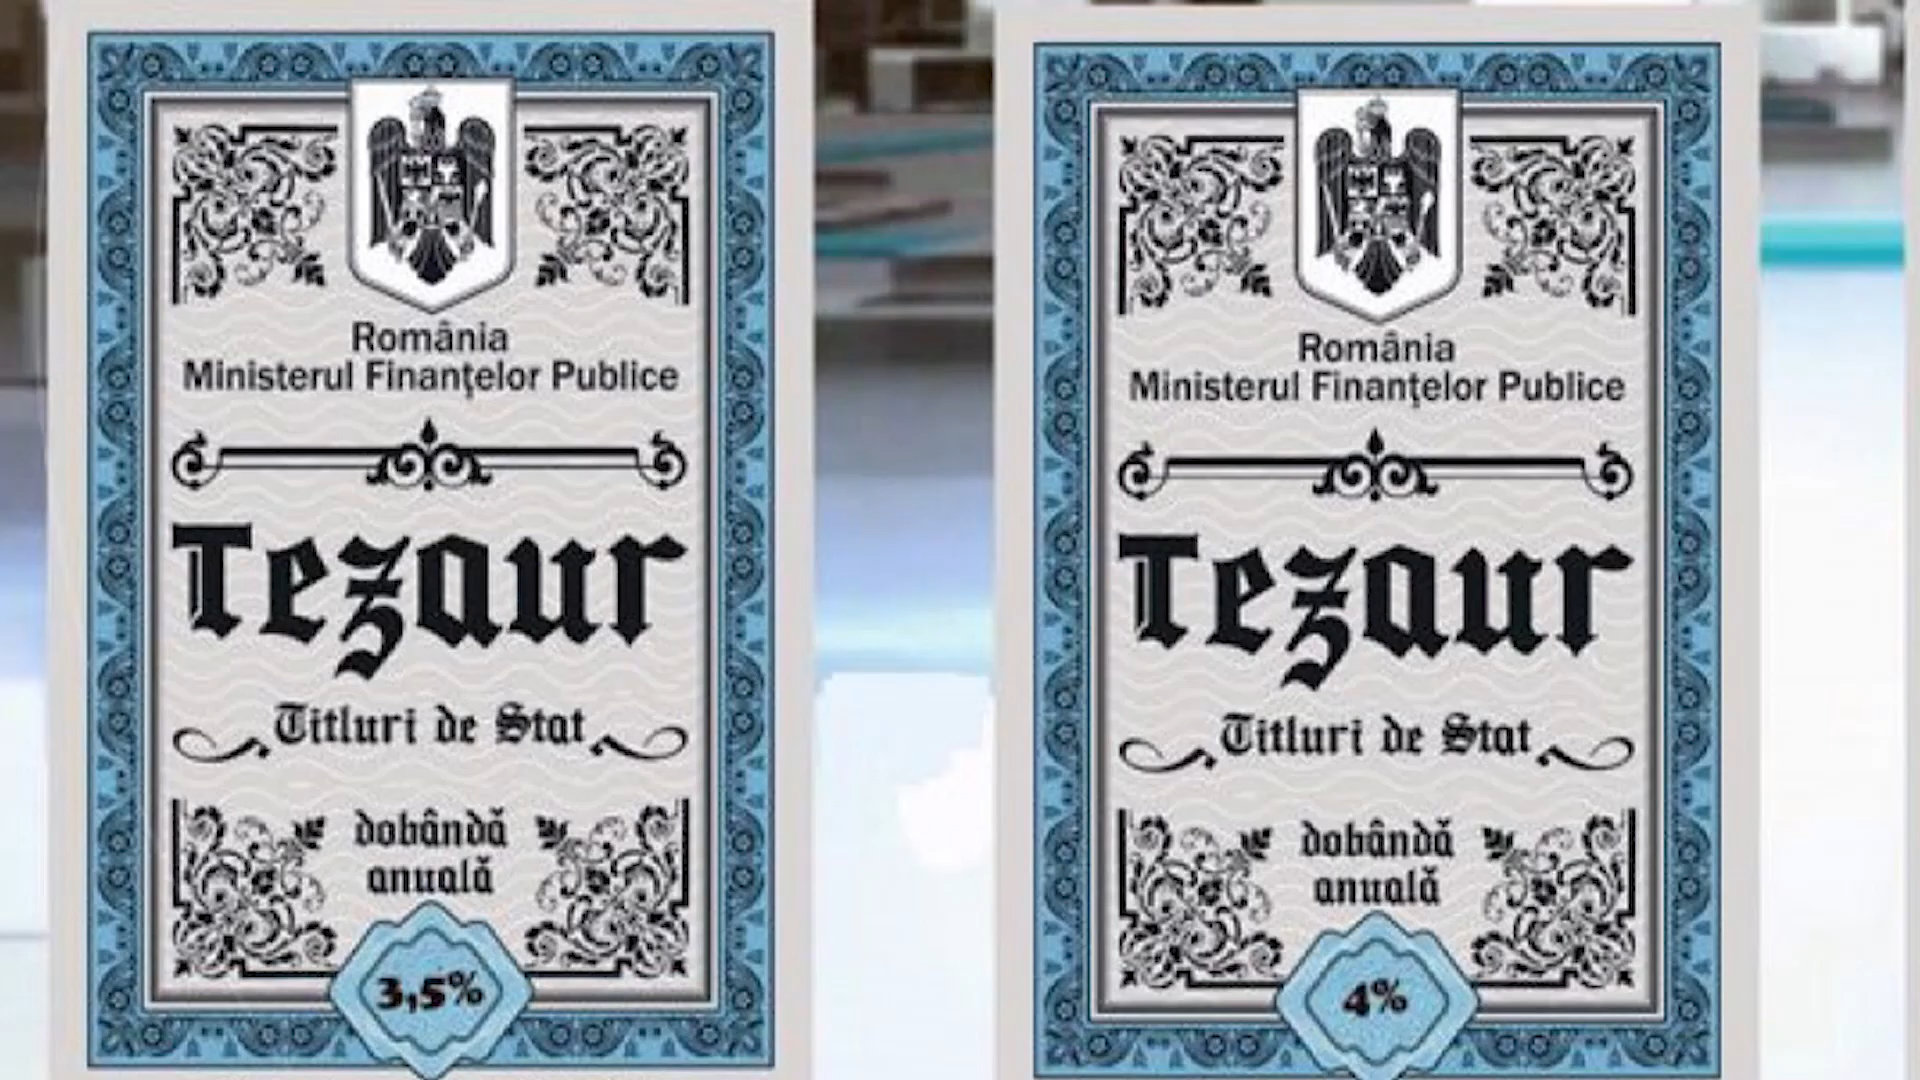 România
Ministerul Finanţelor Publice
Tezaur
Titluri de Stat
dobândă
anuală
3,5%
România
Ministerul Finanţelor Publice
Tezaur
Titluri de Stat
dobândă
anuală
4%